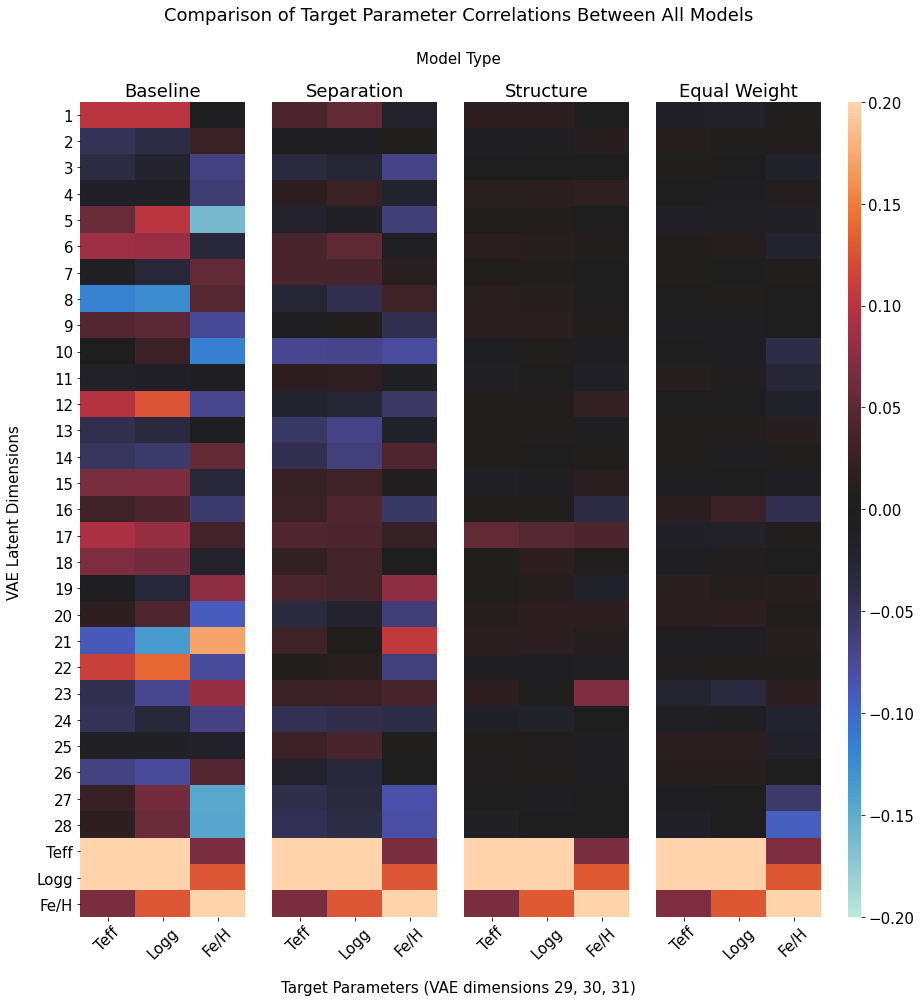 Comparison of Target Parameter Correlations Between All Models
Model Type
Baseline
Separation
Structure
Equal Weight
VAE Latent Dimensions
1
2
3
4
5
6
7
8
9
10
11
12
13
14
15
16
17
18
19
20
21
22
23
24
25
26
27
28
Teff
Logg
Fe/H
Teff
Logg
Fe/H
Teff
Logg
Fe/H
Teff
Logg
Fe/H
Teff
Logg
Fe/H
0.20
0.15
0.10
0.05
0.00
−0.05
−0.10
−0.15
−0.20
Target Parameters (VAE dimensions 29, 30, 31)